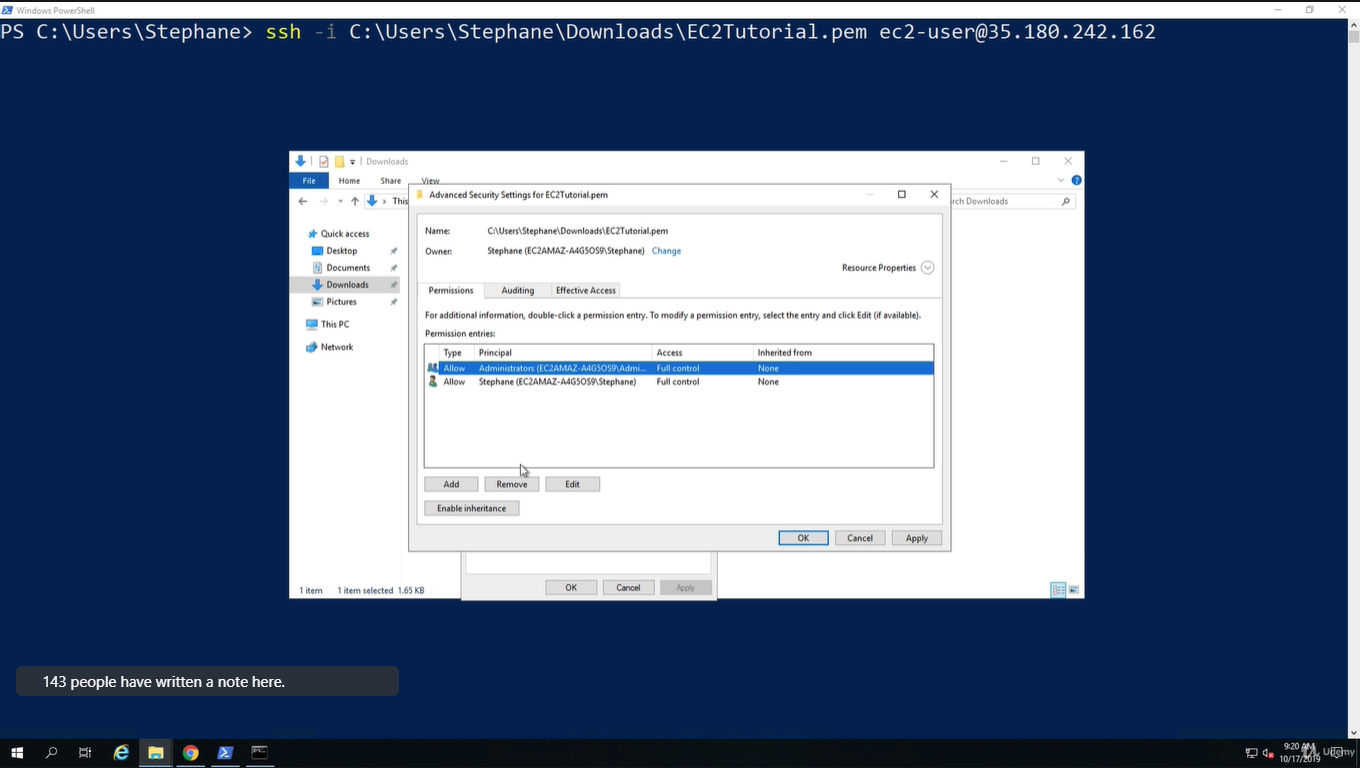 Windows PowerShell
PS C:\Users\Stephane> ssh -i C:\Users\Stephane\Downloads\EC2Tutorial.pem ec2-user@35.180.242.162
Downloads
File Home Share View
This
rch Downloads
Quick access
Desktop
Documents
Downloads
Pictures
This PC
Network
1 item 1 item selected 1.65 KB
Advanced Security Settings for EC2Tutorial.pem
Name: C:\Users\Stephane\Downloads\EC2Tutorial.pem
Owner: Stephane (EC2AMAZ-A4G5OS9\Stephane) Change
Resource Properties
Permissions Auditing Effective Access
For additional information, double-click a permission entry. To modify a permission entry, select the entry and click Edit (if available).
Permission entries:
Type Principal Access Inherited from
Allow Administrators (EC2AMAZ-A4G5OS9\Admi... Full control None
Allow Stephane (EC2AMAZ-A4G5OS9\Stephane) Full control None
Add Remove Edit
Enable inheritance
OK Cancel Apply
OK Cancel Apply
143 people have written a note here.
9:20 AM
10/17/2019
Udemy